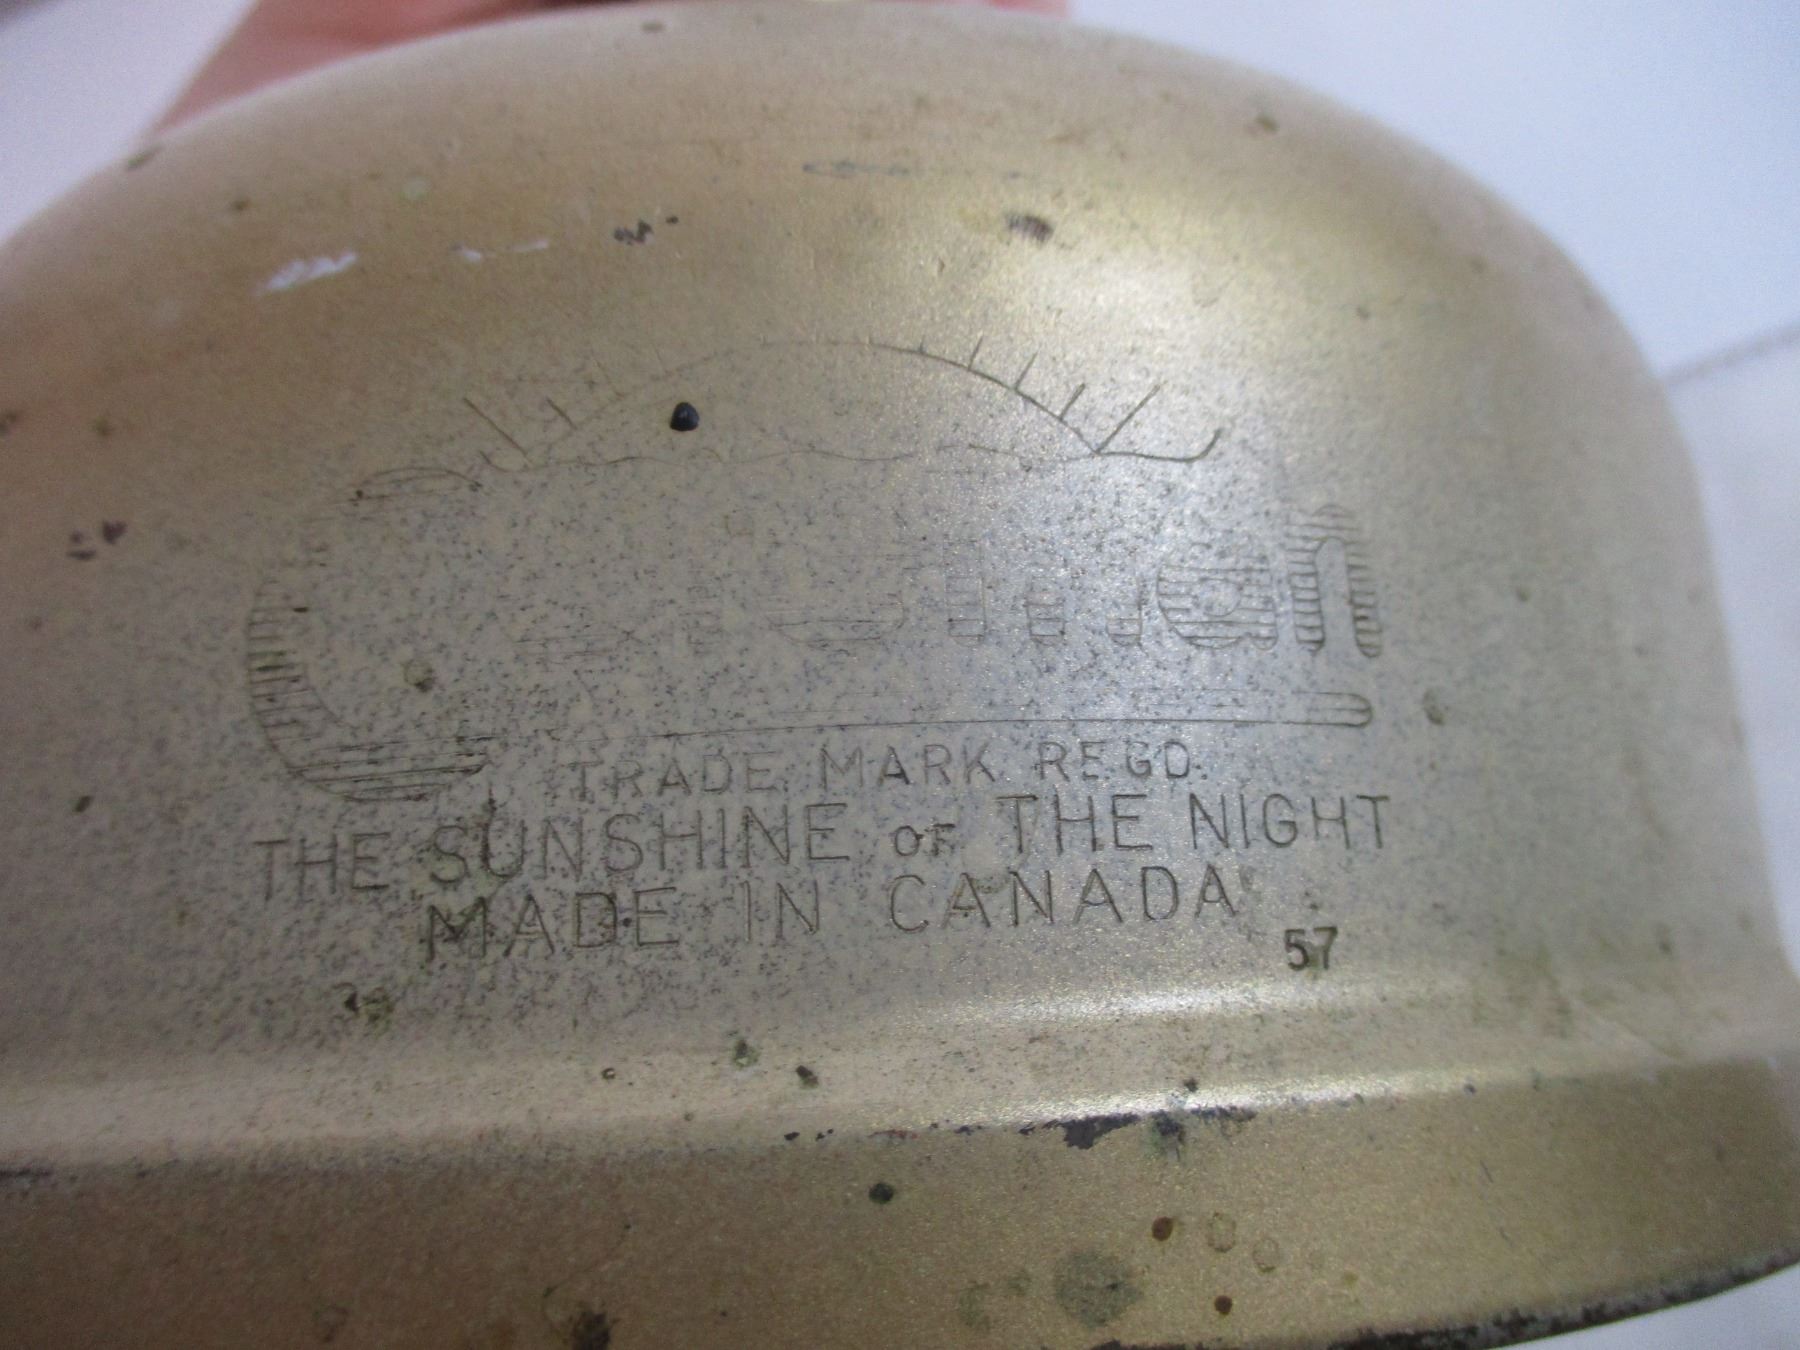 Coleman
TRADE MARK REGD.
THE SUNSHINE OF THE NIGHT
MADE IN CANADA
57